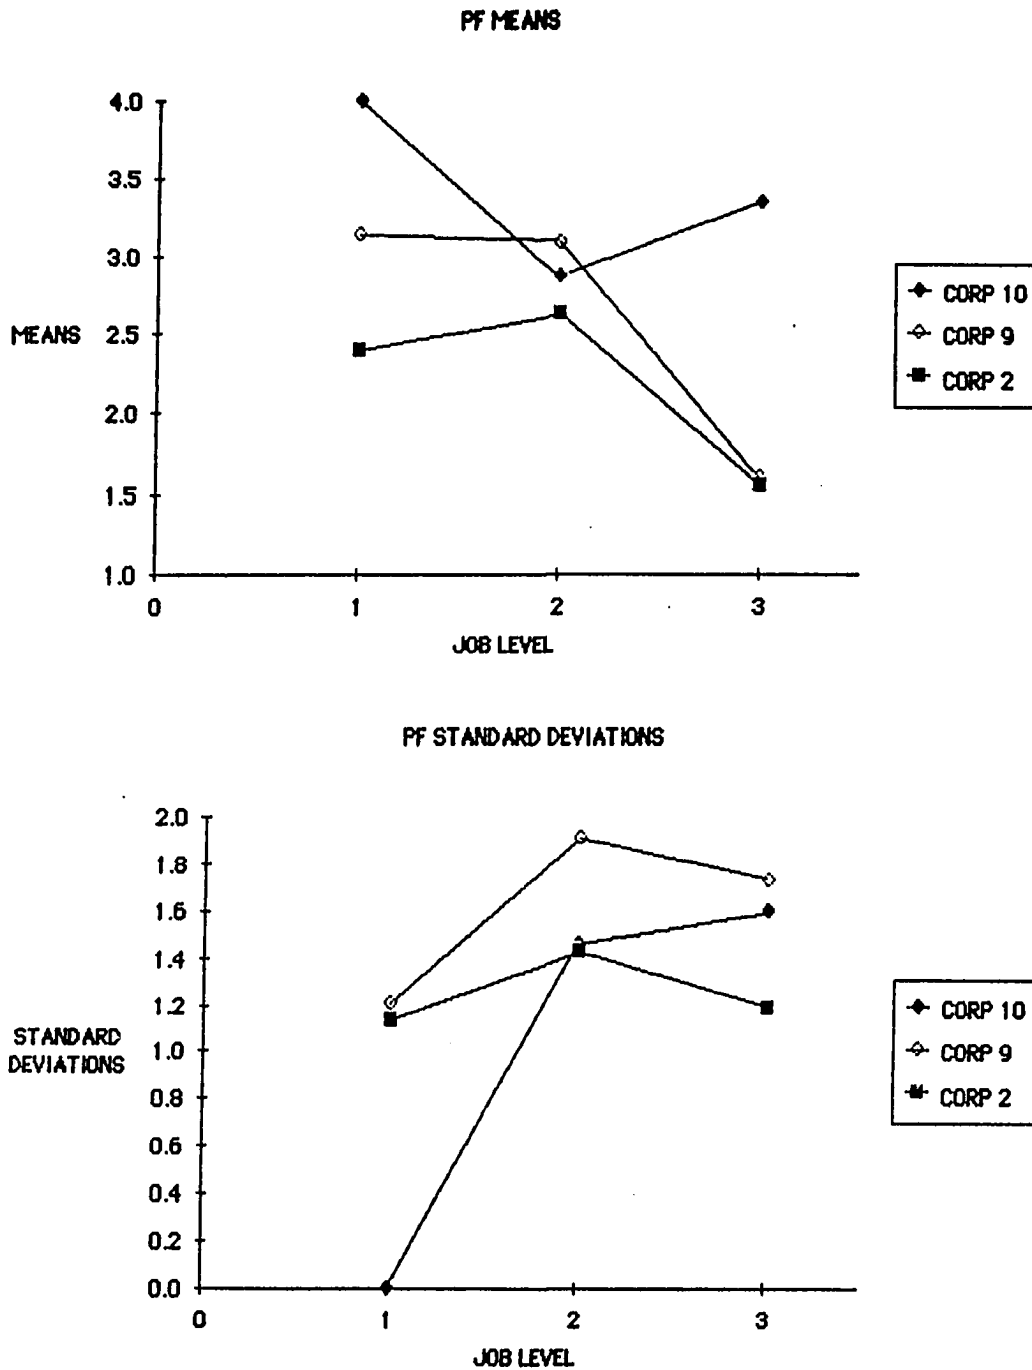 PF MEANS
4.0
3.5
3.0
MEANS 2.5
2.0
1.5
1.0
0 1 2 3
JOB LEVEL
CORP 10
CORP 9
CORP 2
PF STANDARD DEVIATIONS
2.0
1.8
1.6
1.4
1.2
STANDARD
DEVIATIONS
1.0
0.8
0.6
0.4
0.2
0.0
0 1 2 3
JOB LEVEL
CORP 10
CORP 9
CORP 2